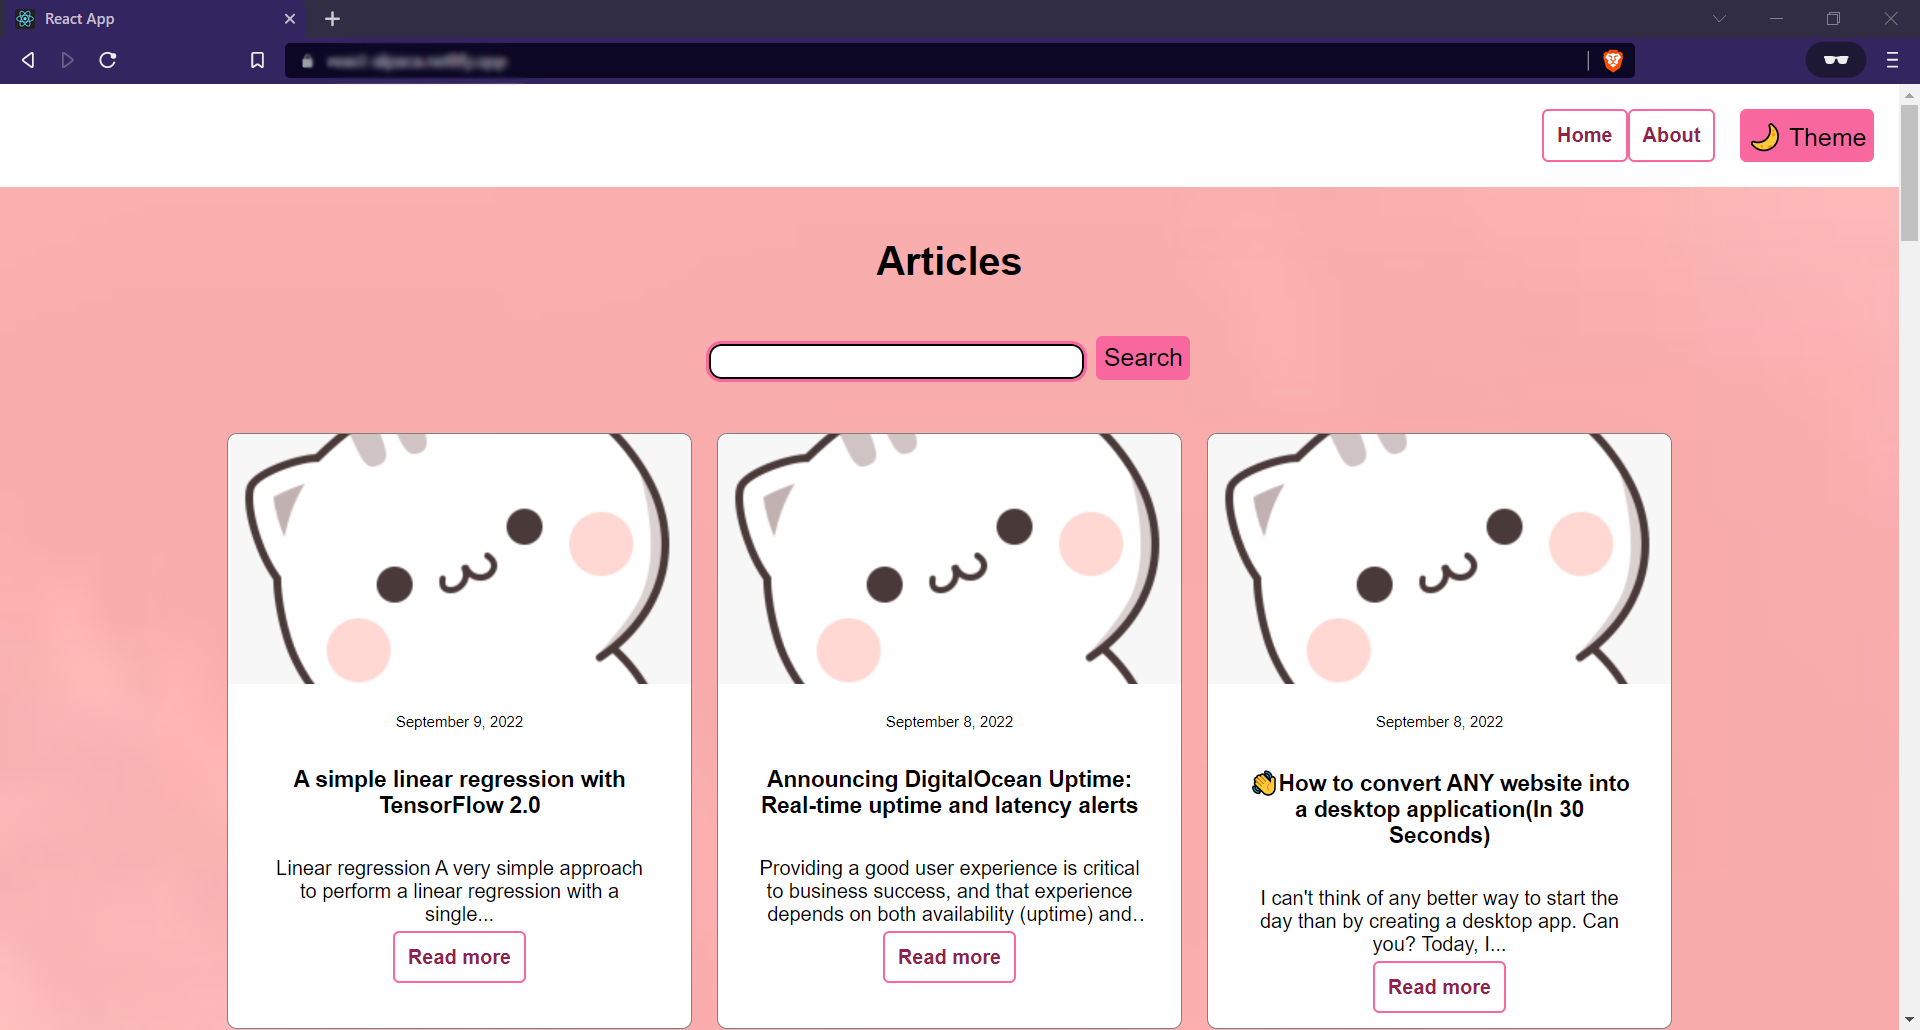 React App
Home
About
🌙 Theme
Articles
Search
September 9, 2022
A simple linear regression with
TensorFlow 2.0
Linear regression A very simple approach
to perform a linear regression with a
single...
Read more
September 8, 2022
Announcing DigitalOcean Uptime:
Real-time uptime and latency alerts
Providing a good user experience is critical
to business success, and that experience
depends on both availability (uptime) and..
Read more
September 8, 2022
👏How to convert ANY website into
a desktop application(In 30
Seconds)
I can't think of any better way to start the
day than by creating a desktop app. Can
you? Today, I...
Read more